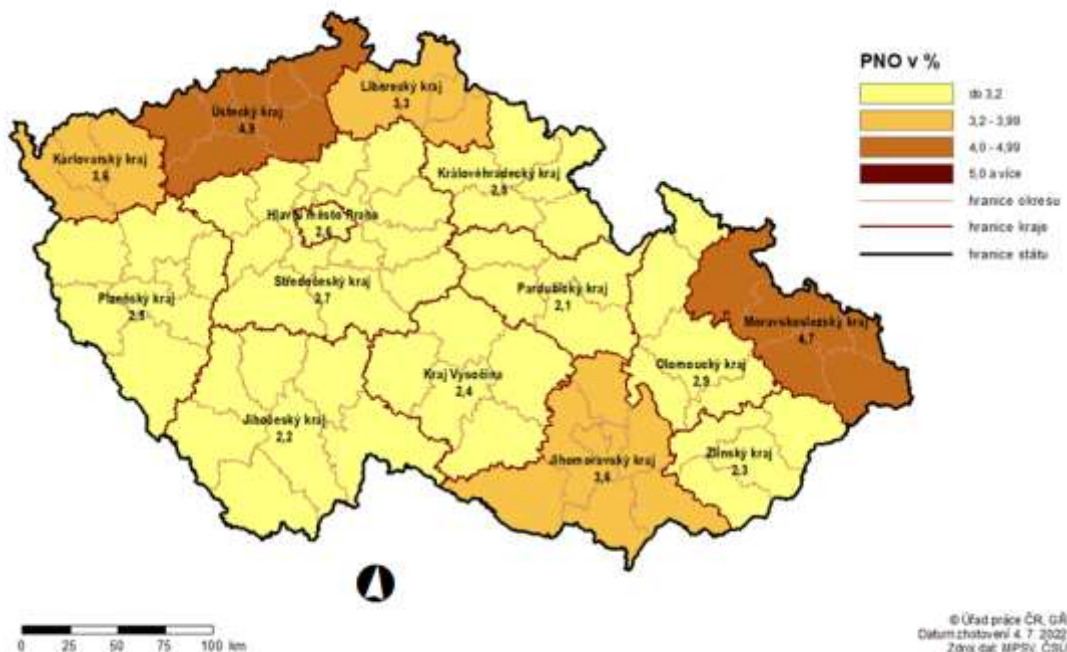 PNO v %
do 3,2
3,2 - 3,99
4,0 - 4,99
5,0 a více
hranice okresu
hranice kraje
hranice státu
Liberecký kraj
3,3
Ústecký kraj
4,9
Karlovarský kraj
3,6
Královéhradecký kraj
Hlavní město Praha
2,6
Středočeský kraj
2,7
Pardubický kraj
2,1
Plzeňský kraj
Moravskoslezský kraj
4,7
Olomoucký kraj
2,9
Kraj Vysočina
2,4
Jihočeský kraj
2,2
Jihomoravský kraj
3,6
Zlínský kraj
2,3
0 25 50 75 100 km
© Úřad práce ČR, GŘ
Datum zhotovení 4. 7. 2022
Zdroj dat: MPSV, ČSÚ